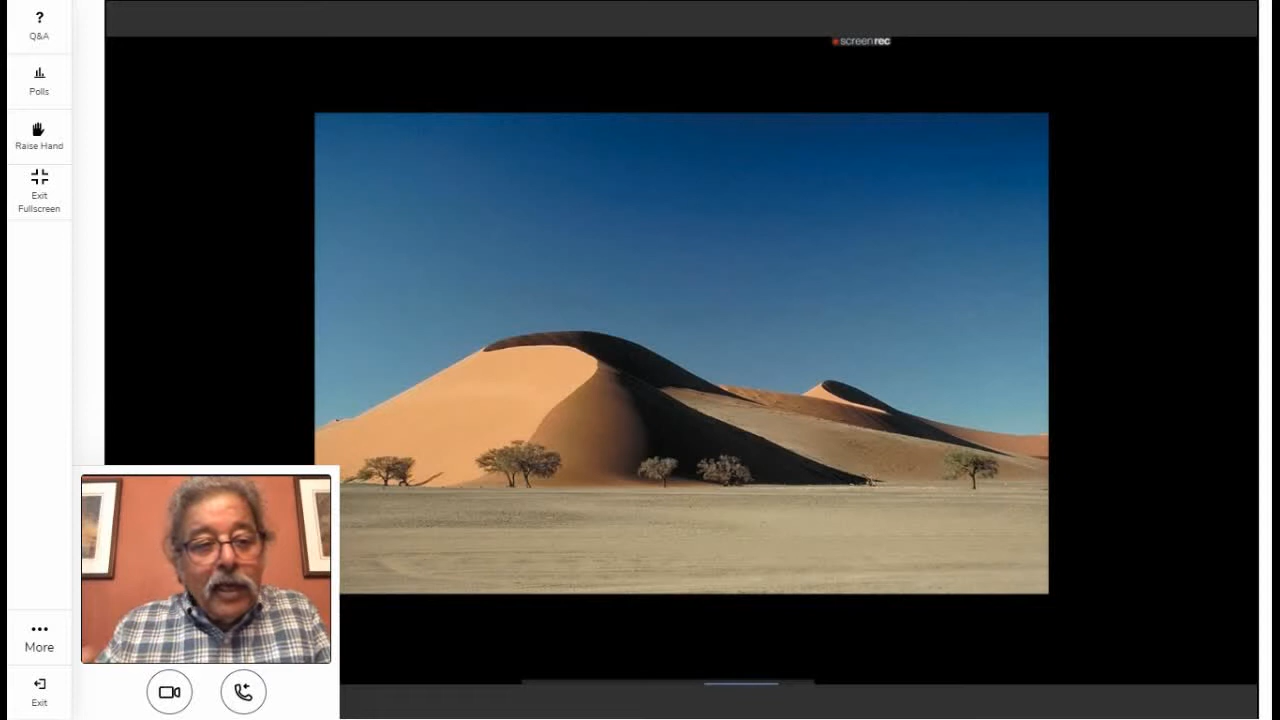 ?
Q&A
Polls
Raise Hand
Exit
Fullscreen
screenrec
More
Exit